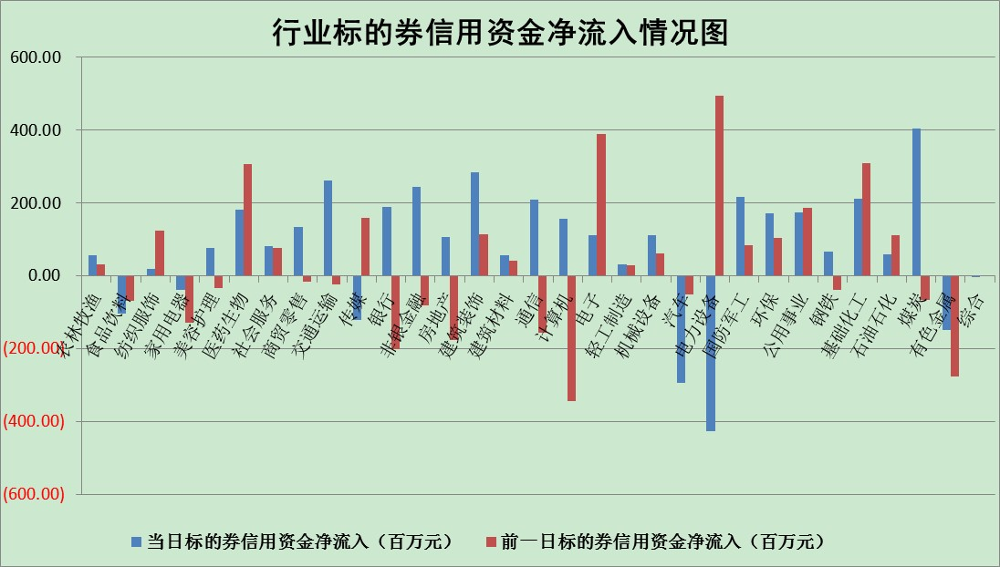 行业标的券信用资金净流入情况图
600.00
400.00
200.00
0.00
(200.00)
(400.00)
(600.00)
农林牧渔
食品饮料
纺织服饰
家用电器
美容护理
医药生物
社会服务
商贸零售
交通运输
传媒
银行
非银金融
房地产
建筑装饰
建筑材料
通信
计算机
电子
轻工制造
机械设备
汽车
电力设备
国防军工
环保
公用事业
钢铁
基础化工
石油石化
煤炭
有色金属
综合
当日标的券信用资金净流入（百万元）
前一日标的券信用资金净流入（百万元）